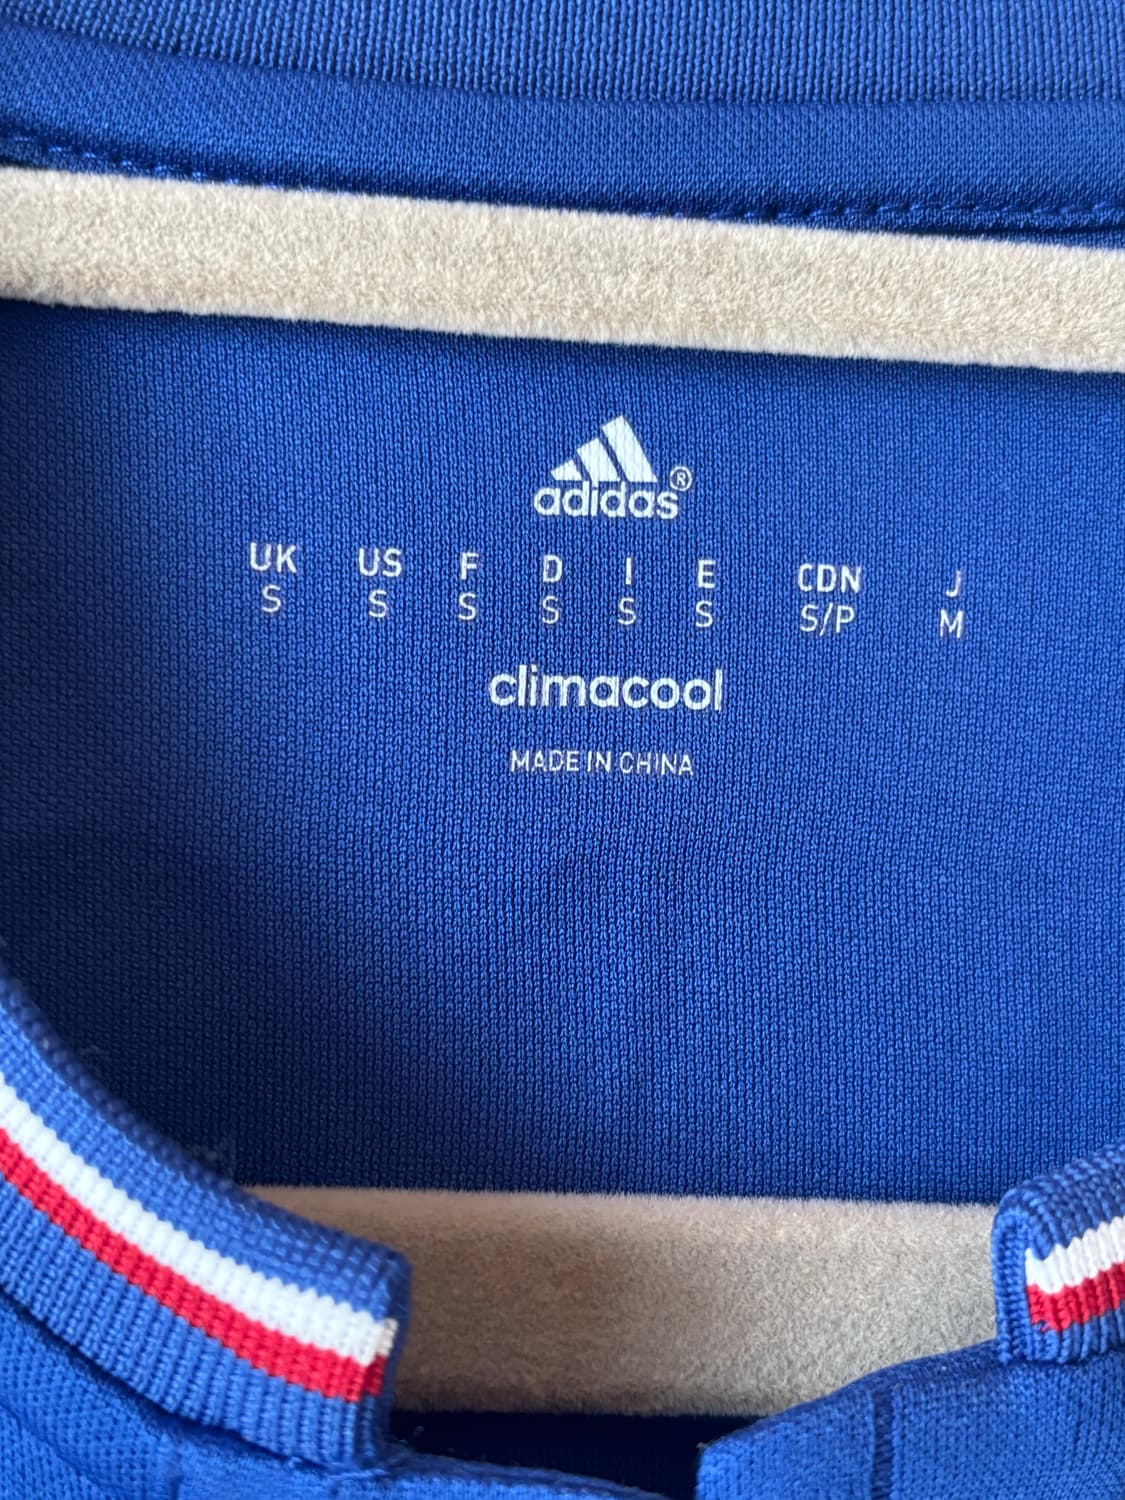 adidas®
UK US F D I E CDN J
S S S S S S S/P M
climacool
MADE IN CHINA